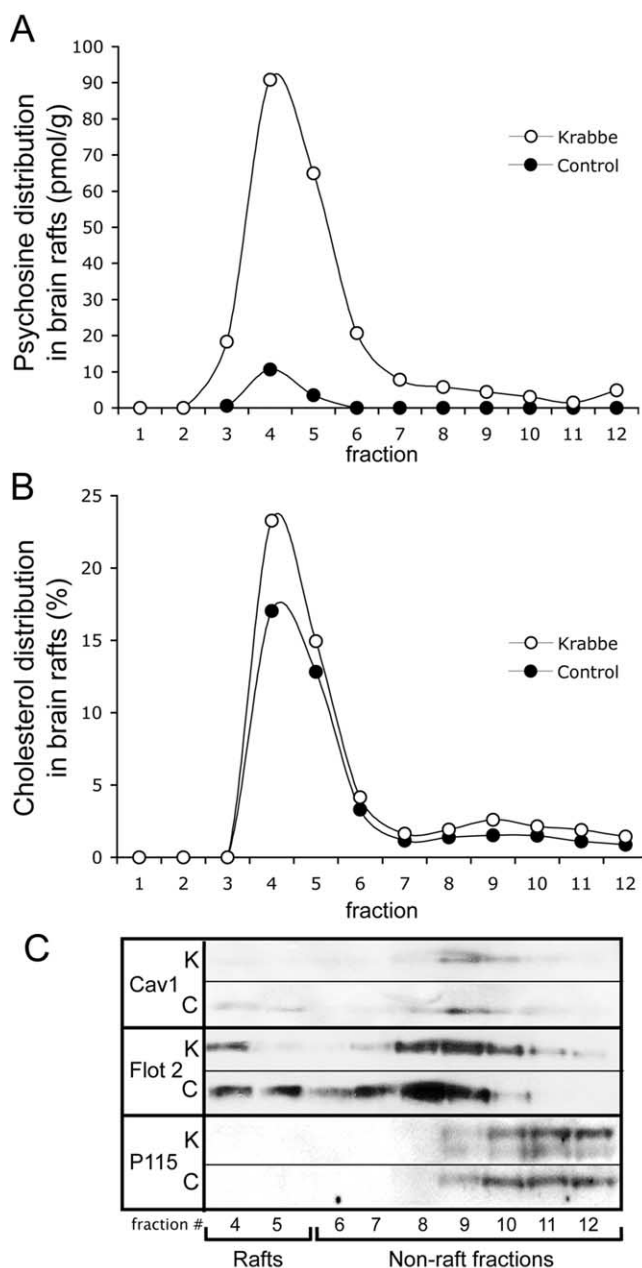 A
Psychosine distribution
in brain rafts (pmol/g)
100
90
80
70
60
50
40
30
20
10
0
Krabbe
Control
1 2 3 4 5 6 7 8 9 10 11 12
fraction
B
Cholesterol distribution
in brain rafts (%)
25
20
15
10
5
0
Krabbe
Control
1 2 3 4 5 6 7 8 9 10 11 12
fraction
C
Cav1
K
C
Flot 2
K
C
P115
K
C
fraction # 4 5 6 7 8 9 10 11 12
Rafts Non-raft fractions